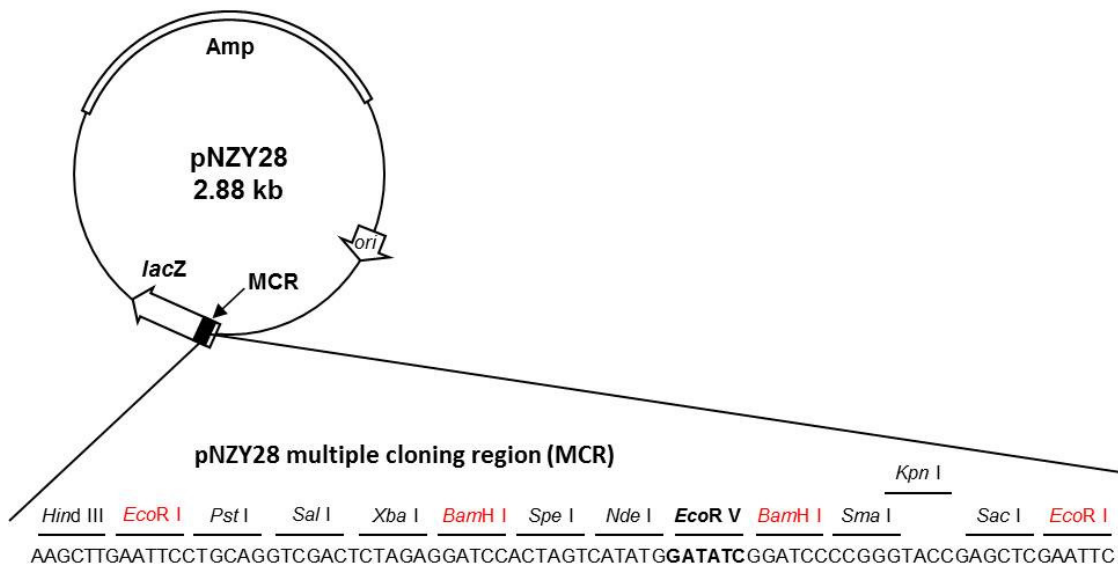 Amp
pNZY28
2.88 kb
ori
lacZ
MCR
pNZY28 multiple cloning region (MCR)
Kpn I
Hind III EcoR I Pst I Sal I Xba I BamH I Spe I Nde I EcoR V BamH I Sma I Sac I EcoR I
AAGCTTGAATTCCTGCAGGTCGACTCTAGAGGATCCACTAGTCATATGGATATCGGATCCCCGGGTACCGAGCTCGAATTC